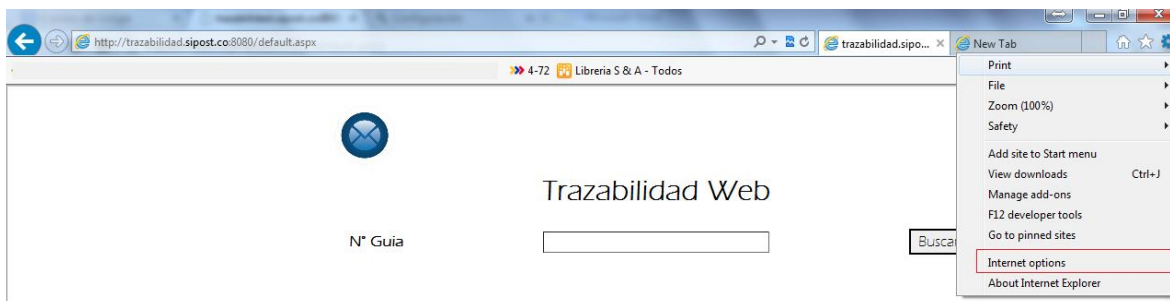 http://trazabilidad.sipost.co:8080/default.aspx
trazabilidad.sipo...
New Tab
4-72
Libreria S & A - Todos
Print
File
Zoom (100%)
Safety
Add site to Start menu
View downloads Ctrl+J
Manage add-ons
F12 developer tools
Go to pinned sites
Internet options
About Internet Explorer
Trazabilidad Web
N° Guia
Busca